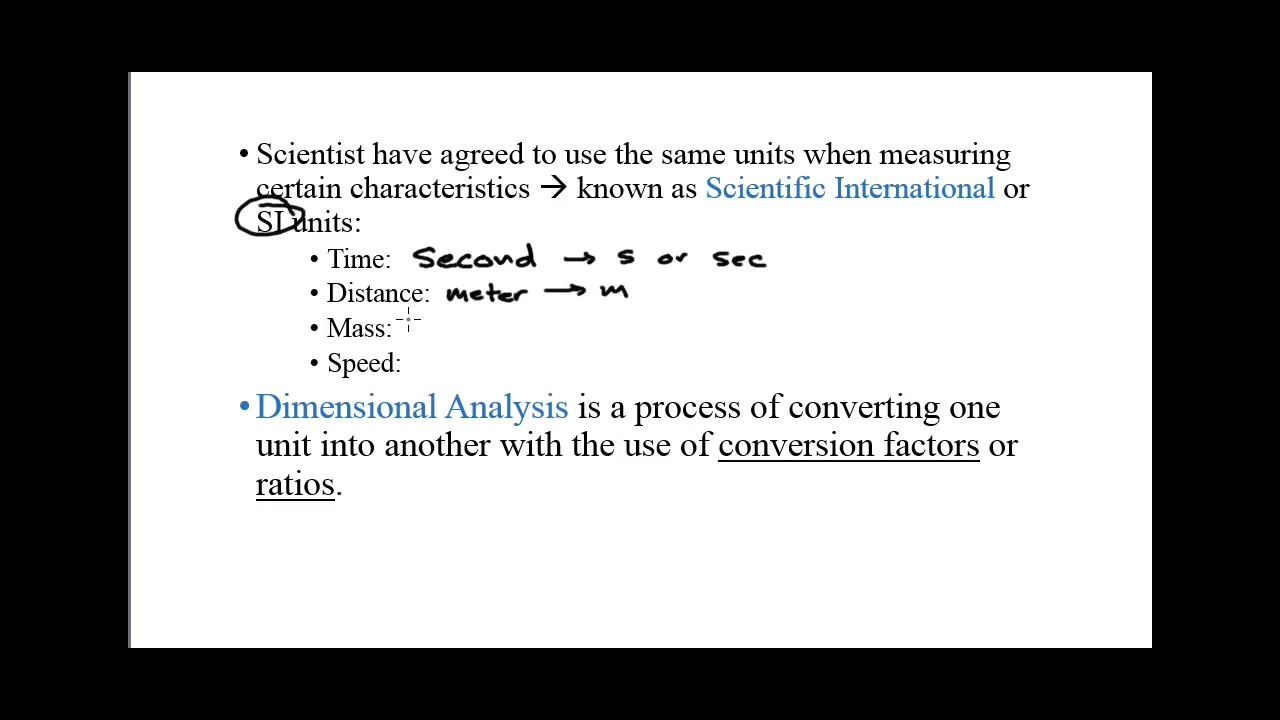 • Scientist have agreed to use the same units when measuring
certain characteristics → known as Scientific International or
SI units:
• Time: Second → s or sec
• Distance: meter → m
• Mass:
• Speed:
• Dimensional Analysis is a process of converting one
unit into another with the use of conversion factors or
ratios.